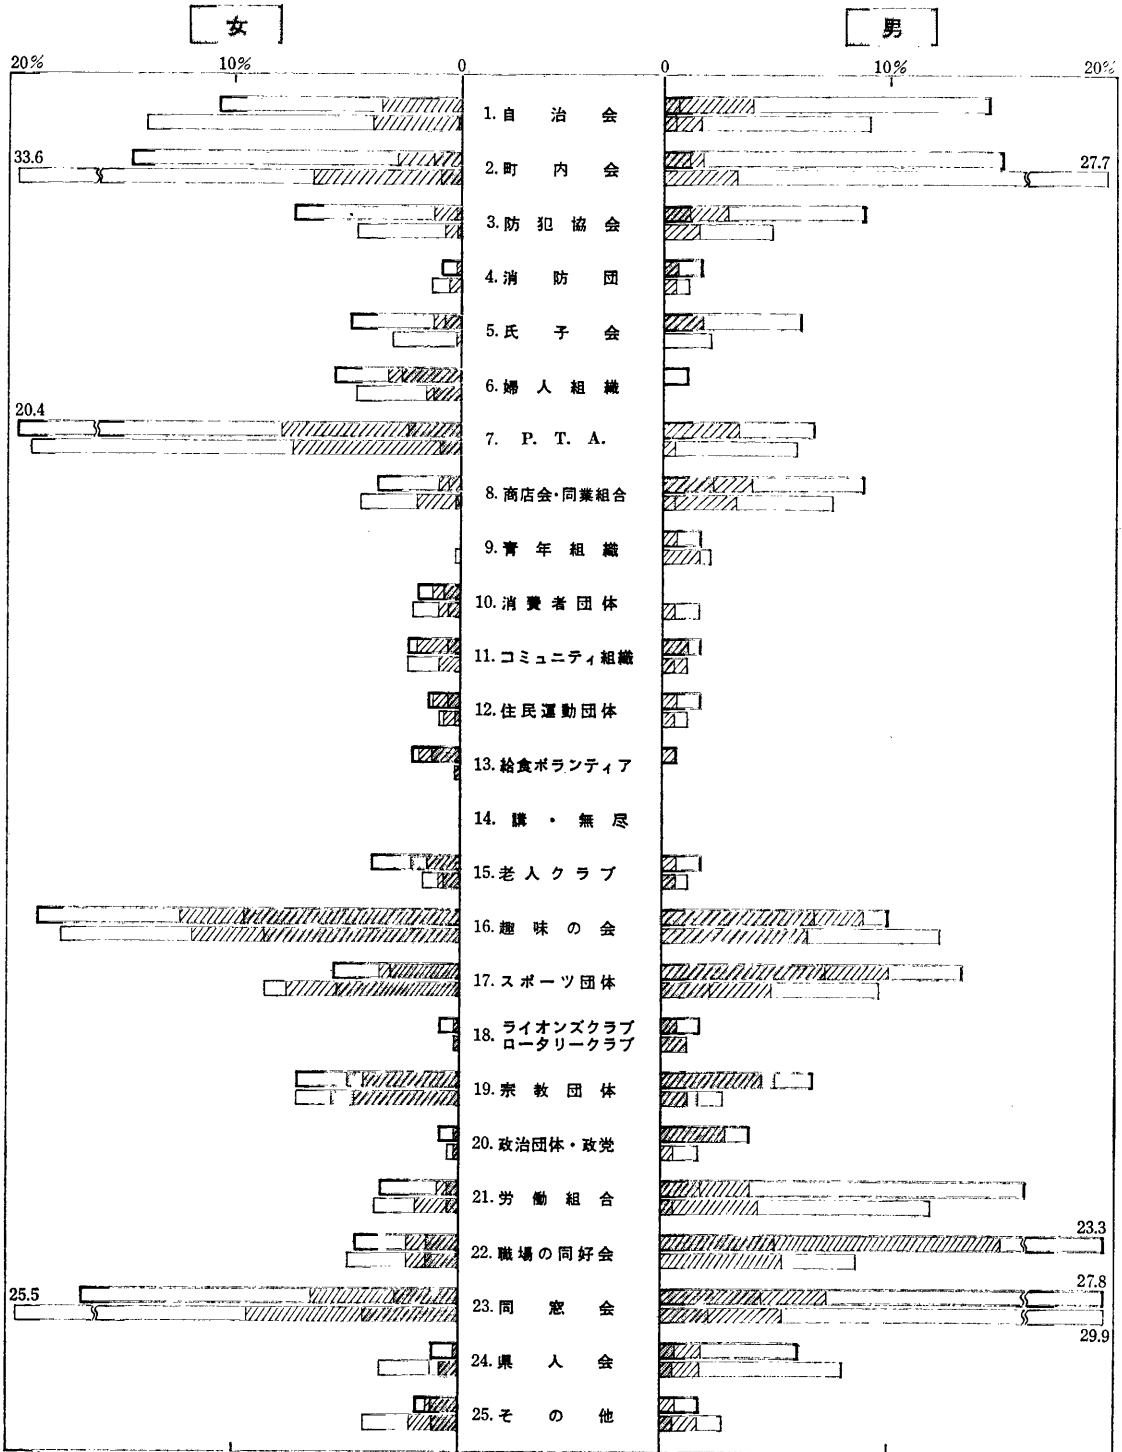 女 男
20% 10% 0 0 10% 20%
1. 自治会
33.6 2. 町内会 27.7
3. 防犯協会
4. 消防団
5. 氏子会
6. 婦人組織
20.4
7. P. T. A.
8. 商店会・同業組合
9. 青年組織
10. 消費者団体
11. コミュニティ組織
12. 住民運動団体
13. 給食ボランティア
14. 講・無尽
15. 老人クラブ
16. 趣味の会
17. スポーツ団体
18. ライオンズクラブ
ロータリークラブ
19. 宗教団体
20. 政治団体・政党
21. 労働組合
22. 職場の同好会 23.3
25.5 23. 同窓会 27.8
29.9
24. 県人会
25. その他